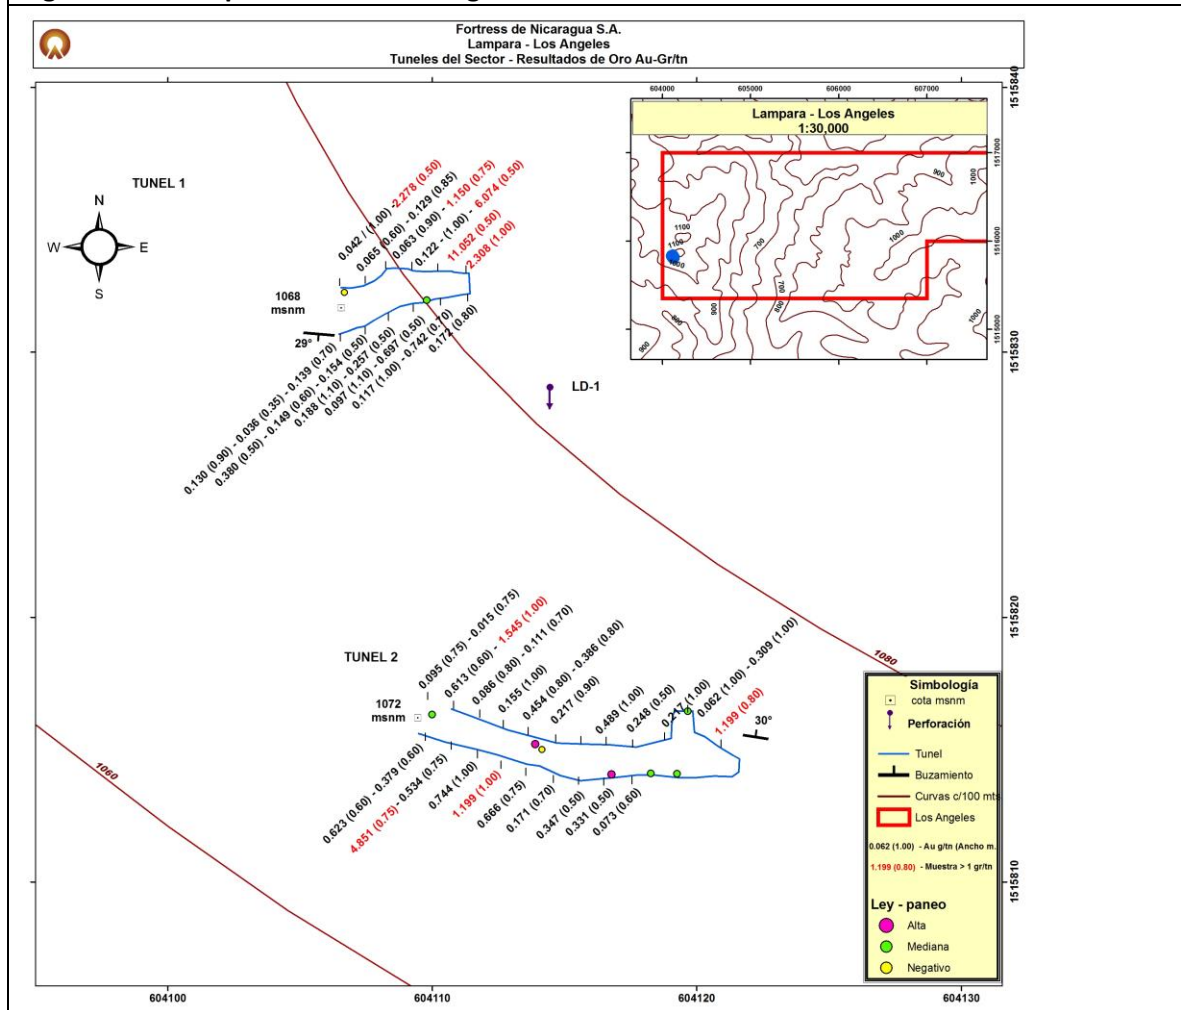 Fortress de Nicaragua S.A.
Lampara - Los Angeles
Tuneles del Sector - Resultados de Oro Au-Gr/tn
1515840
604000
605000
606000
607000
Lampara - Los Angeles
1:30,000
1517000
1516000
1515000
900
1000
1100
1100
1000
700
1000
700
800
900
800
900
1000
TUNEL 1
N
W
E
S
0.042 / (1.00) -2.278 (0.50)
0.065 (0.60) - 0.129 (0.85)
0.063 (0.90) - 1.150 (0.75)
0.122 - (1.00) - 6.074 (0.50)
11.052 (0.50)
2.308 (1.00)
1068
msnm
29°
0.130 (0.90) - 0.036 (0.35) - 0.139 (0.70)
0.380 (0.50) - 0.149 (0.60) - 0.154 (0.50)
0.188 (1.10) - 0.257 (0.50)
0.097 (1.10) - 0.697 (0.50)
0.117 (1.00) - 0.742 (0.70)
0.172 (0.80)
1515830
LD-1
1515820
TUNEL 2
1072
msnm
0.095 (0.75) - 0.015 (0.75)
0.613 (0.60) - 1.545 (1.00)
0.086 (0.80) - 0.111 (0.70)
0.155 (1.00)
0.454 (0.80) - 0.386 (0.80)
0.217 (0.90)
0.489 (1.00)
0.248 (0.50)
0.217 (1.00)
0.062 (1.00) - 0.309 (1.00)
1.199 (0.80)
30°
0.623 (0.60) - 0.379 (0.60)
4.851 (0.75) - 0.534 (0.75)
0.744 (1.00)
1.199 (1.00)
0.666 (0.75)
0.171 (0.70)
0.347 (0.50)
0.331 (0.50)
0.073 (0.60)
1080
1060
Simbología
cota msnm
Perforación
Tunel
Buzamiento
Curvas c/100 mts
Los Angeles
0.062 (1.00) - Au g/tn (Ancho m.
1.199 (0.80) - Muestra > 1 gr/tn
Ley - paneo
Alta
Mediana
Negativo
1515810
604100
604110
604120
604130